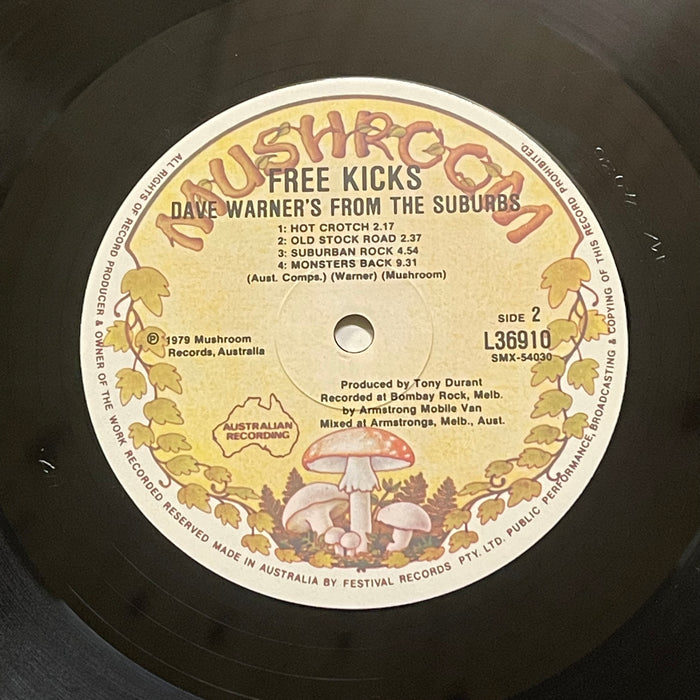 MUSHROOM
FREE KICKS
DAVE WARNER'S FROM THE SUBURBS
1: HOT CROTCH 2.17
2: OLD STOCK ROAD 2.37
3: SUBURBAN ROCK 4.54
4: MONSTERS BACK 9.31
(Aust. Comps.) (Warner) (Mushroom)
SIDE 2
L36910
SMX-54030
Ⓟ 1979 Mushroom
Records, Australia
Produced by Tony Durant
Recorded at Bombay Rock, Melb.
by Armstrong Mobile Van
Mixed at Armstrongs, Melb., Aust.
AUSTRALIAN
RECORDING
ALL RIGHTS OF RECORD PRODUCER & OWNER OF THE WORK RECORDED RESERVED MADE IN AUSTRALIA BY FESTIVAL RECORDS PTY. LTD. PUBLIC PERFORMANCE, BROADCASTING & COPYING OF THIS RECORD PROHIBITED.